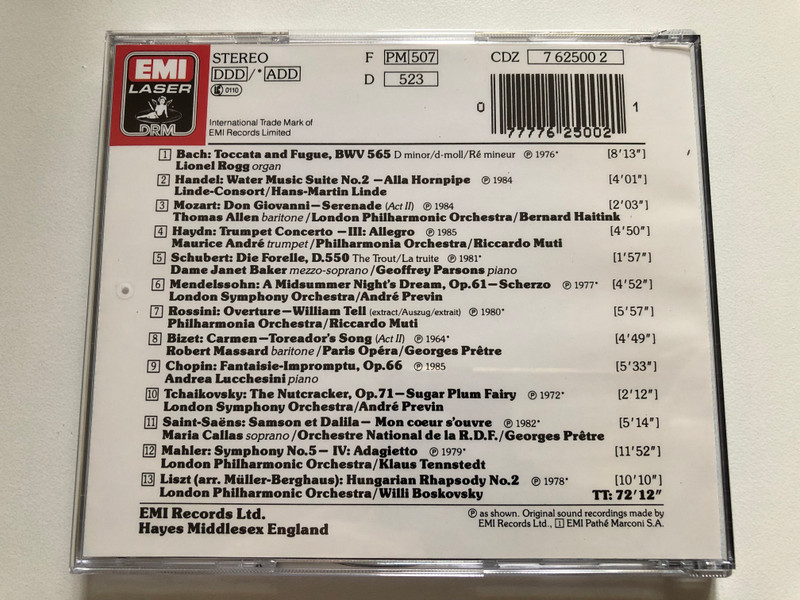 EMI
LASER
DRM
STEREO
DDD/*ADD
LC 0110
F PM 507
D 523
CDZ 7 62500 2
International Trade Mark of
EMI Records Limited
0 77776 25002 1
1 Bach: Toccata and Fugue, BWV 565 D minor/d-moll/Ré mineur ℗ 1976* [8'13"]
Lionel Rogg organ
2 Handel: Water Music Suite No.2 – Alla Hornpipe ℗ 1984 [4'01"]
Linde-Consort/Hans-Martin Linde
3 Mozart: Don Giovanni – Serenade (Act II) ℗ 1984 [2'03"]
Thomas Allen baritone/London Philharmonic Orchestra/Bernard Haitink
4 Haydn: Trumpet Concerto – III: Allegro ℗ 1985 [4'50"]
Maurice André trumpet/Philharmonia Orchestra/Riccardo Muti
5 Schubert: Die Forelle, D.550 The Trout/La truite ℗ 1981* [1'57"]
Dame Janet Baker mezzo-soprano/Geoffrey Parsons piano
6 Mendelssohn: A Midsummer Night's Dream, Op.61 – Scherzo ℗ 1977* [4'52"]
London Symphony Orchestra/André Previn
7 Rossini: Overture – William Tell (extract/Auszug/extrait) ℗ 1980* [5'57"]
Philharmonia Orchestra/Riccardo Muti
8 Bizet: Carmen – Toreador's Song (Act II) ℗ 1964* [4'49"]
Robert Massard baritone/Paris Opéra/Georges Prêtre
9 Chopin: Fantaisie-Impromptu, Op.66 ℗ 1985 [5'33"]
Andrea Lucchesini piano
10 Tchaikovsky: The Nutcracker, Op.71 – Sugar Plum Fairy ℗ 1972* [2'12"]
London Symphony Orchestra/André Previn
11 Saint-Saëns: Samson et Dalila – Mon coeur s'ouvre ℗ 1982* [5'14"]
Maria Callas soprano/Orchestre National de la R.D.F./Georges Prêtre
12 Mahler: Symphony No.5 – IV: Adagietto ℗ 1979* [11'52"]
London Philharmonic Orchestra/Klaus Tennstedt
13 Liszt (arr. Müller-Berghaus): Hungarian Rhapsody No.2 ℗ 1978* [10'10"]
London Philharmonic Orchestra/Willi Boskovsky TT: 72'12"
EMI Records Ltd.
Hayes Middlesex England
℗ as shown. Original sound recordings made by
EMI Records Ltd., 11 EMI Pathé Marconi S.A.